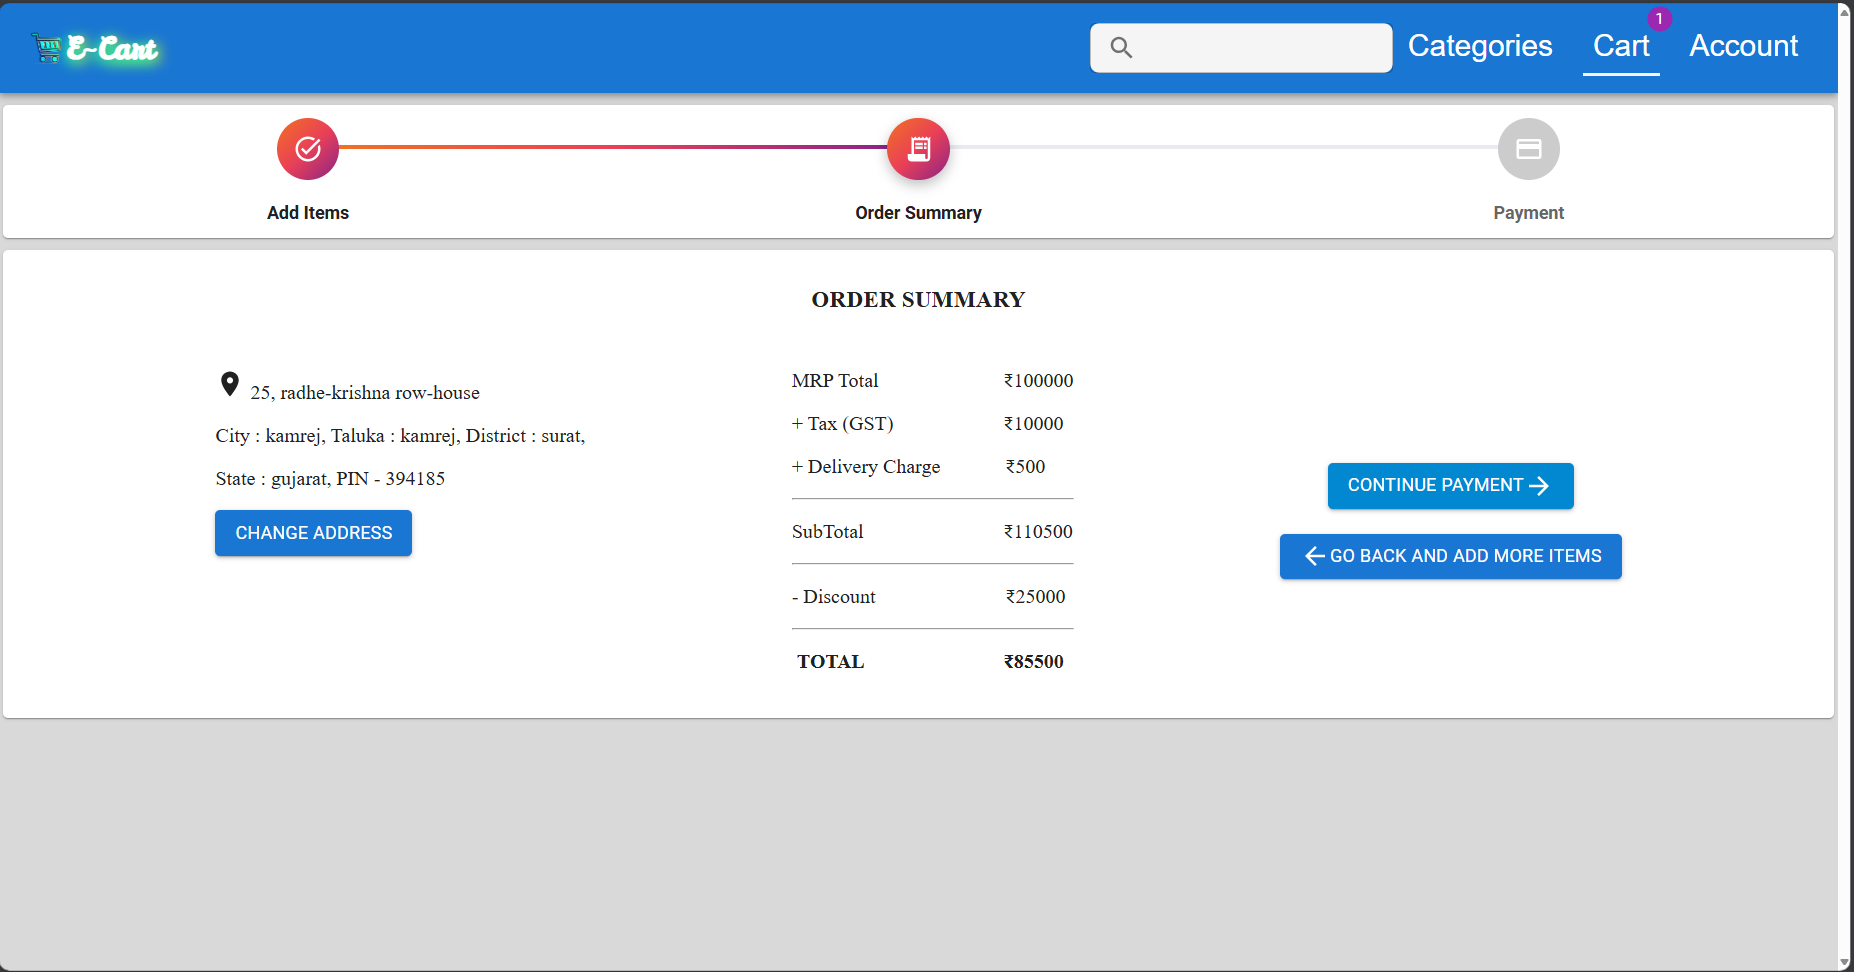 E-Cart
Categories
Cart
1
Account
Add Items
Order Summary
Payment
ORDER SUMMARY
25, radhe-krishna row-house
City : kamrej, Taluka : kamrej, District : surat,
State : gujarat, PIN - 394185
CHANGE ADDRESS
MRP Total ₹100000
+ Tax (GST) ₹10000
+ Delivery Charge ₹500
SubTotal ₹110500
- Discount ₹25000
TOTAL ₹85500
CONTINUE PAYMENT
GO BACK AND ADD MORE ITEMS